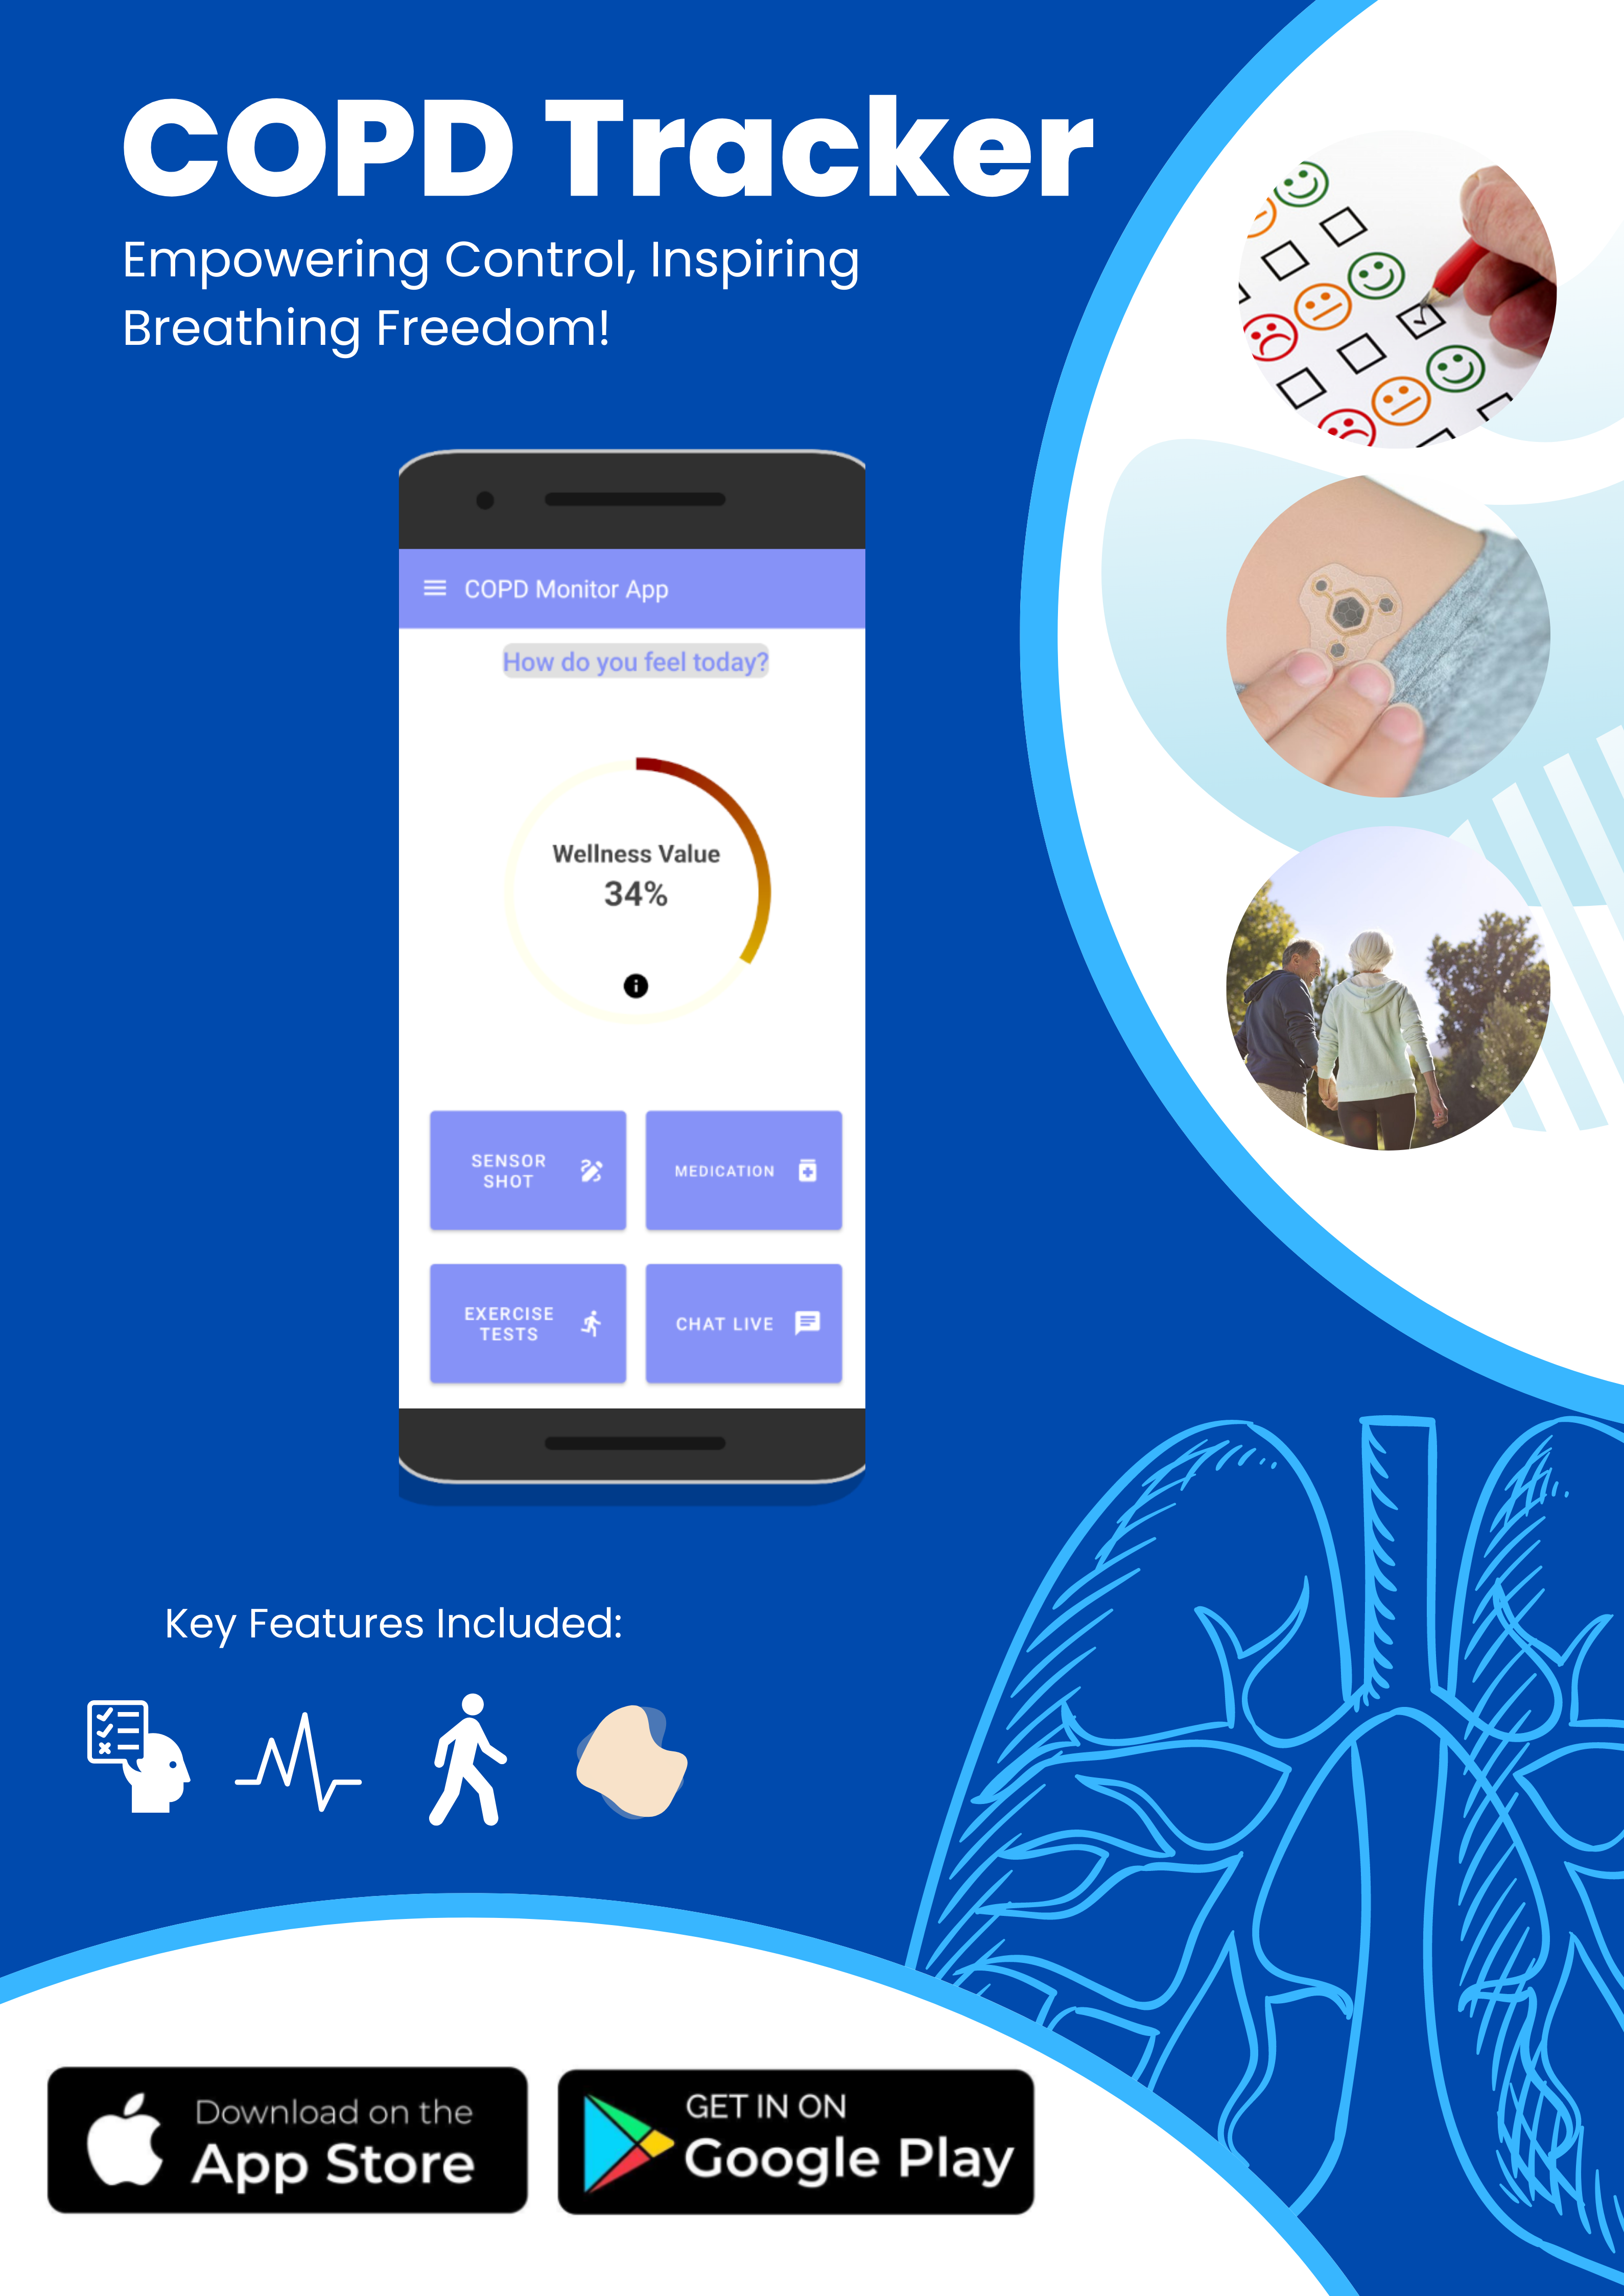 COPD Tracker
Empowering Control, Inspiring
Breathing Freedom!
COPD Monitor App
How do you feel today?
Wellness Value
34%
SENSOR
SHOT
MEDICATION
EXERCISE
TESTS
CHAT LIVE
Key Features Included:
Download on the
App Store
GET IN ON
Google Play